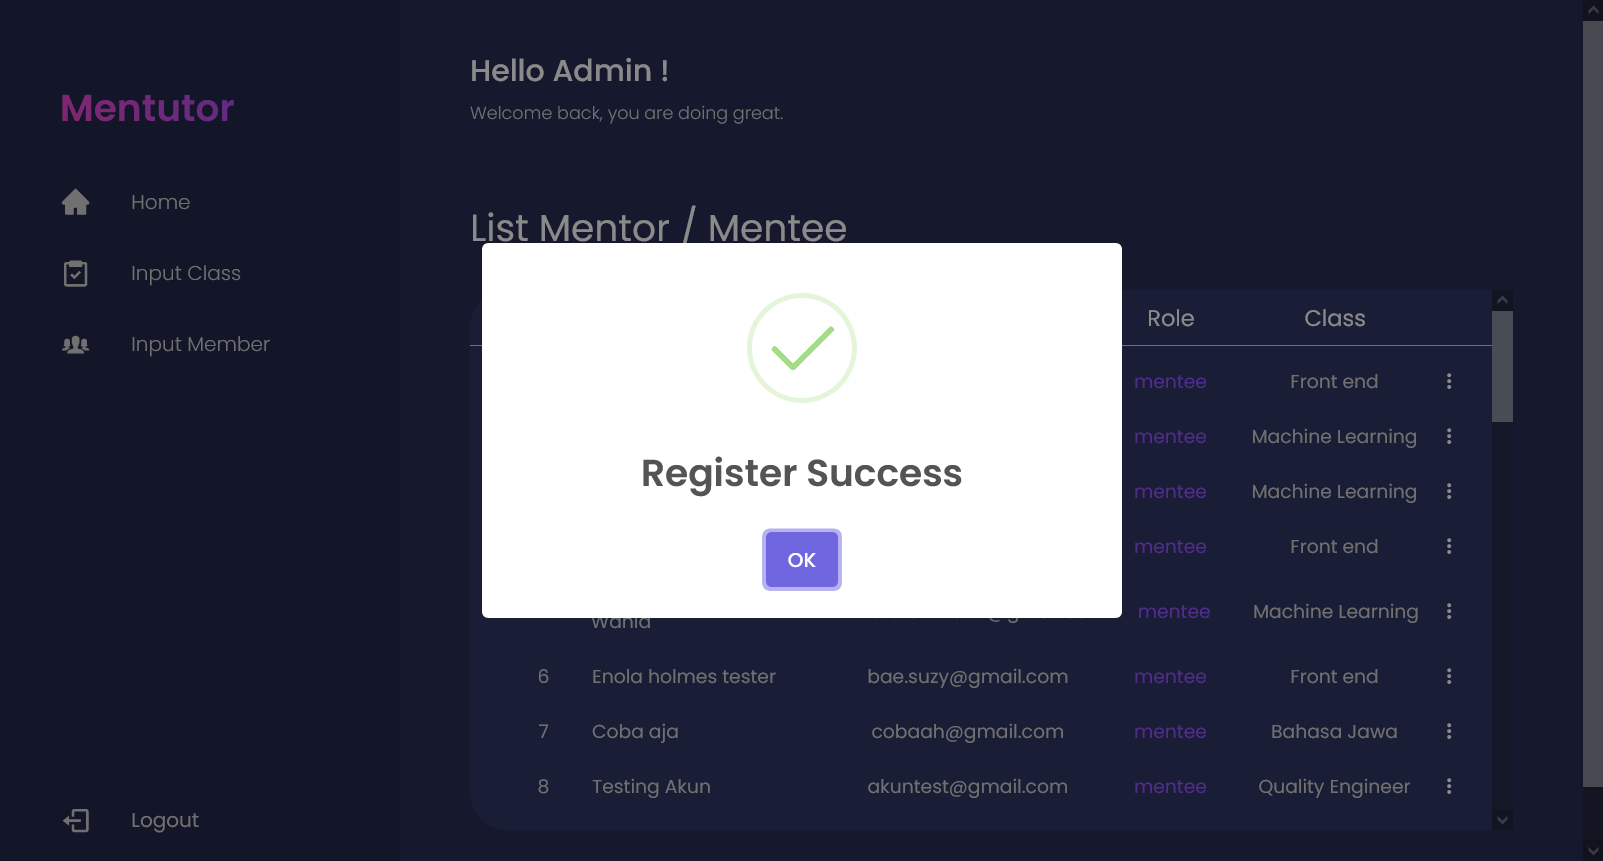 Mentutor
Home
Input Class
Input Member
Logout
Hello Admin !
Welcome back, you are doing great.
List Mentor / Mentee
Role Class
mentee Front end
mentee Machine Learning
mentee Machine Learning
mentee Front end
mentee Machine Learning
Wahid
6 Enola holmes tester bae.suzy@gmail.com mentee Front end
7 Coba aja cobaah@gmail.com mentee Bahasa Jawa
8 Testing Akun akuntest@gmail.com mentee Quality Engineer
Register Success
OK